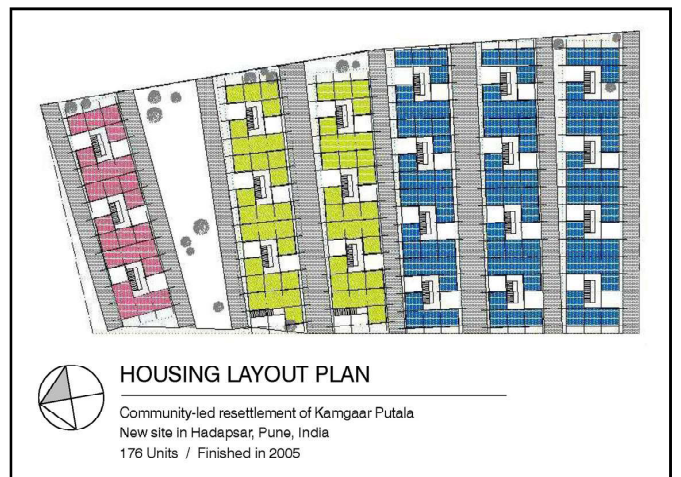 HOUSING LAYOUT PLAN
Community-led resettlement of Kamgaar Putala
New site in Hadapsar, Pune, India
176 Units / Finished in 2005